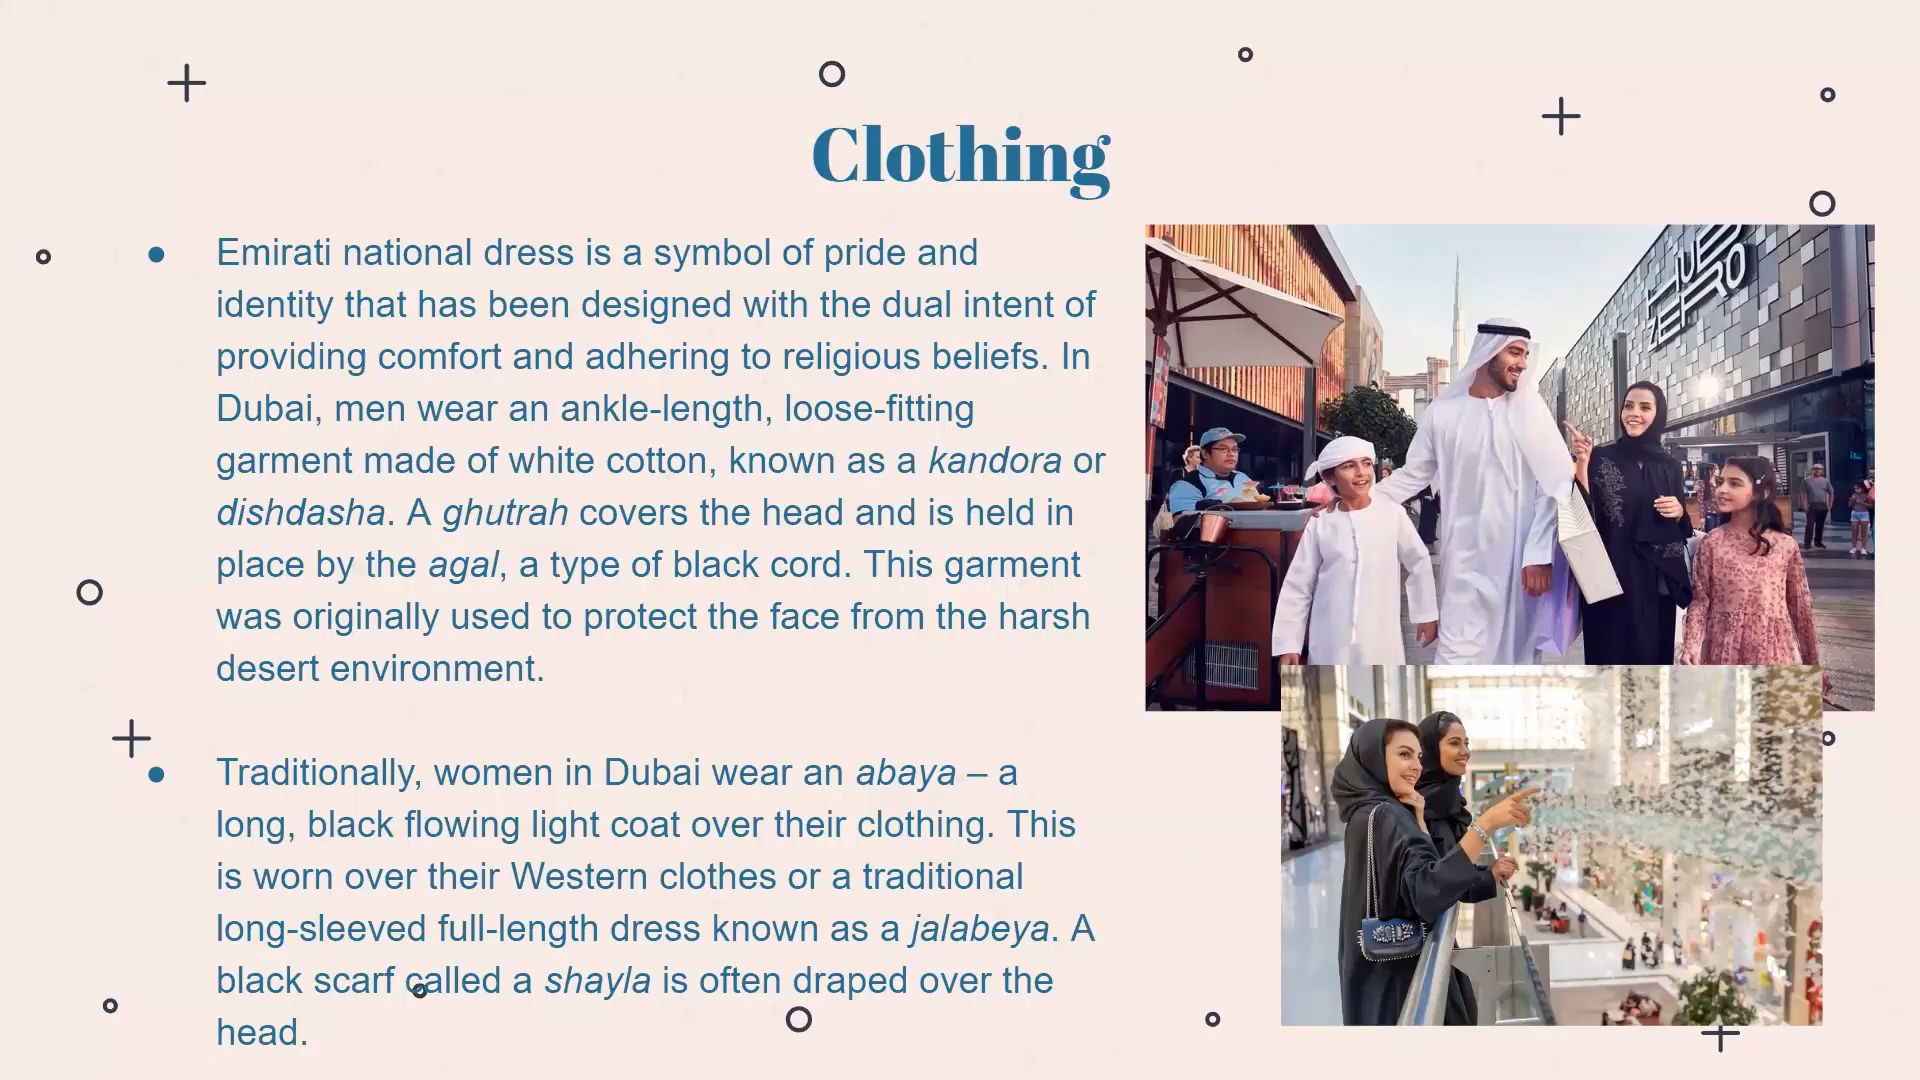 Clothing
Emirati national dress is a symbol of pride and
identity that has been designed with the dual intent of
providing comfort and adhering to religious beliefs. In
Dubai, men wear an ankle-length, loose-fitting
garment made of white cotton, known as a kandora or
dishdasha. A ghutrah covers the head and is held in
place by the agal, a type of black cord. This garment
was originally used to protect the face from the harsh
desert environment.
Traditionally, women in Dubai wear an abaya – a
long, black flowing light coat over their clothing. This
is worn over their Western clothes or a traditional
long-sleeved full-length dress known as a jalabeya. A
black scarf called a shayla is often draped over the
head.
HUB
ZERO